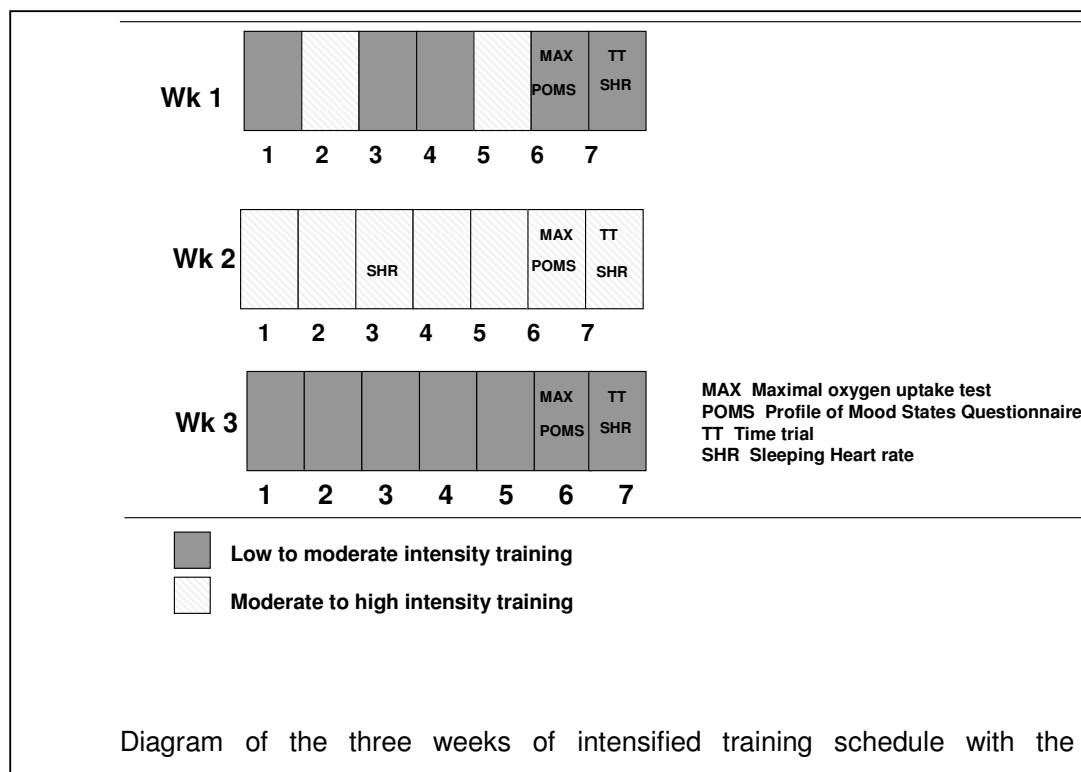 MAX TT
Wk 1 POMS SHR
1 2 3 4 5 6 7
MAX TT
Wk 2 SHR POMS SHR
1 2 3 4 5 6 7
MAX TT
Wk 3 POMS SHR
1 2 3 4 5 6 7
MAX Maximal oxygen uptake test
POMS Profile of Mood States Questionnaire
TT Time trial
SHR Sleeping Heart rate
Low to moderate intensity training
Moderate to high intensity training
Diagram of the three weeks of intensified training schedule with the